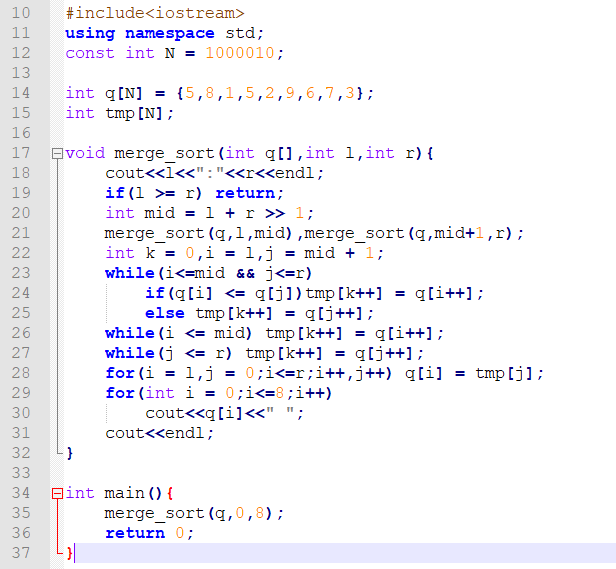 10 #include<iostream>
11 using namespace std;
12 const int N = 1000010;
13
14 int q[N] = {5,8,1,5,2,9,6,7,3};
15 int tmp[N];
16
17 void merge_sort(int q[],int l,int r){
18     cout<<l<<":"<<r<<endl;
19     if(l >= r) return;
20     int mid = l + r >> 1;
21     merge_sort(q,l,mid),merge_sort(q,mid+1,r);
22     int k = 0,i = l,j = mid + 1;
23     while(i<=mid && j<=r)
24         if(q[i] <= q[j])tmp[k++] = q[i++];
25         else tmp[k++] = q[j++];
26     while(i <= mid) tmp[k++] = q[i++];
27     while(j <= r) tmp[k++] = q[j++];
28     for(i = l,j = 0;i<=r;i++,j++) q[i] = tmp[j];
29     for(int i = 0;i<=8;i++)
30         cout<<q[i]<<" ";
31     cout<<endl;
32 }
33
34 int main(){
35     merge_sort(q,0,8);
36     return 0;
37 }